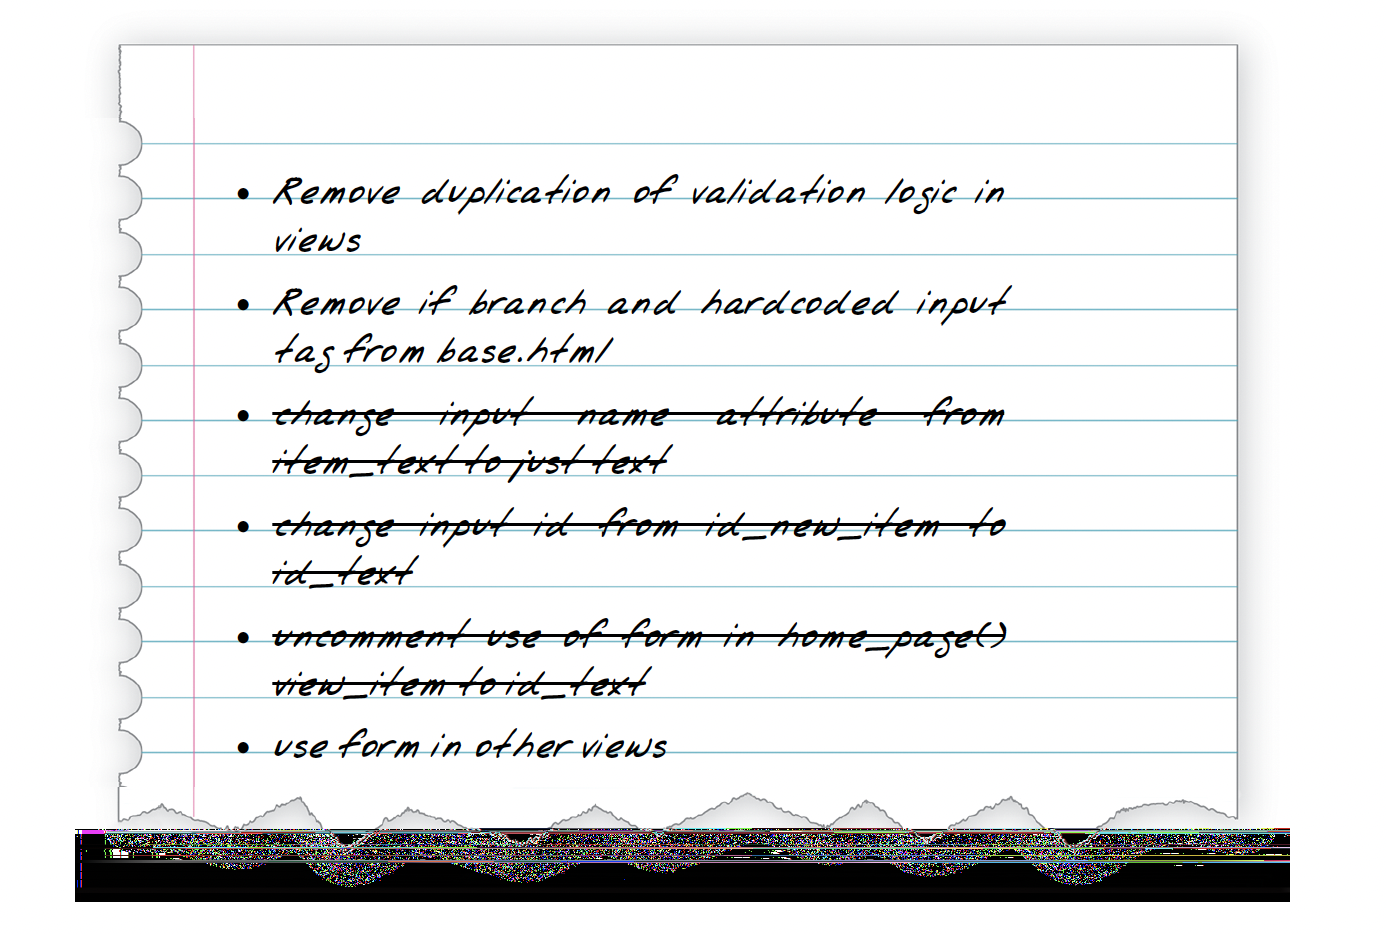 • Remove duplication of validation logic in
views
• Remove if branch and hardcoded input
tag from base.html
• change input name attribute from
item_text to just text
• change input id from id_new_item to
id_text
• uncomment use of form in home_page()
view_item to id_text
• use form in other views